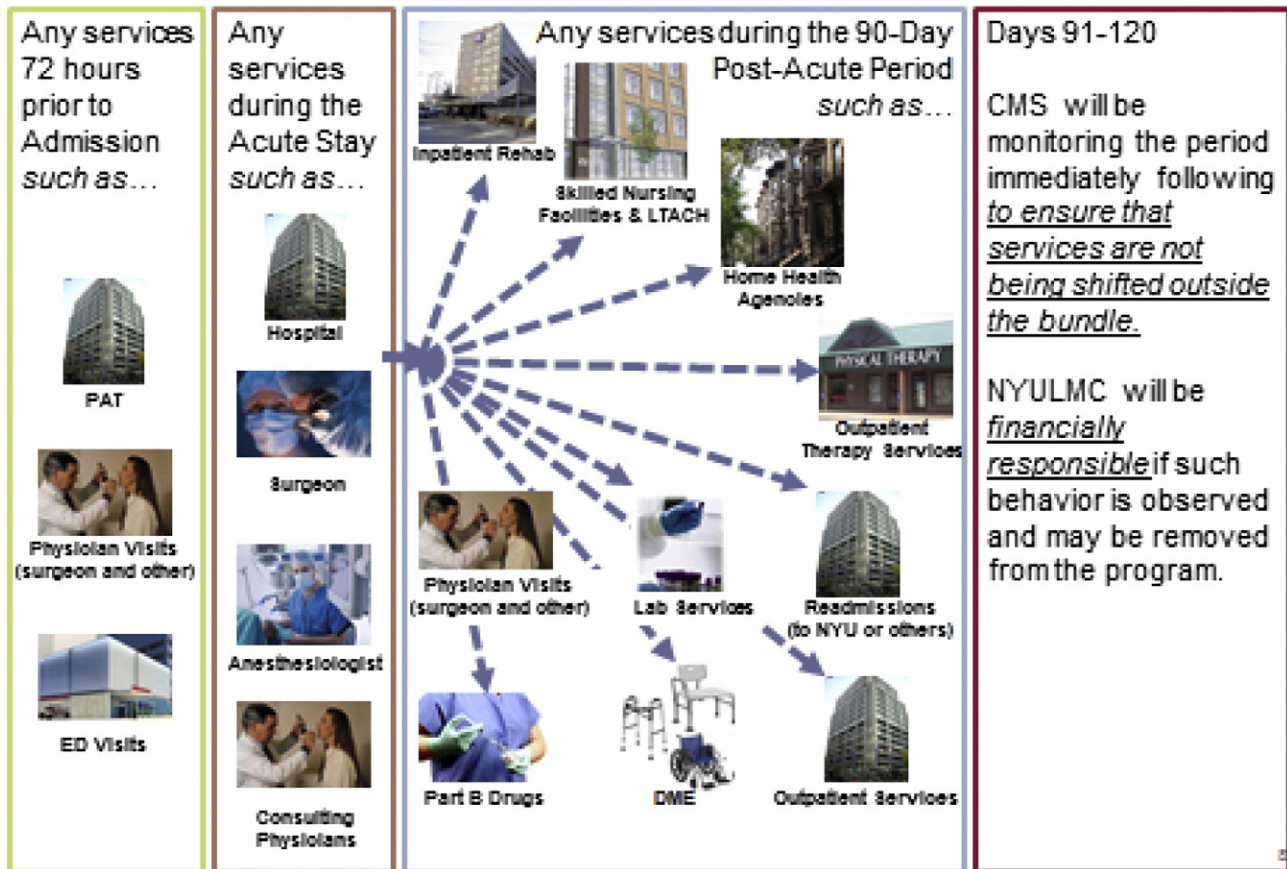 Any services
72 hours
prior to
Admission
such as…
PAT
Physician Visits
(surgeon and other)
ED Visits
Any
services
during the
Acute Stay
such as…
Hospital
Surgeon
Anesthesiologist
Consulting
Physicians
Any services during the 90-Day
Post-Acute Period
such as…
Inpatient Rehab
Skilled Nursing
Facilities & LTACH
Home Health
Agencies
PHYSICAL THERAPY
Outpatient
Therapy Services
Physician Visits
(surgeon and other)
Lab Services
Readmissions
(to NYU or others)
Part B Drugs
DME
Outpatient Services
Days 91-120
CMS will be
monitoring the period
immediately following
to ensure that
services are not
being shifted outside
the bundle.
NYULMC will be
financially
responsible if such
behavior is observed
and may be removed
from the program.